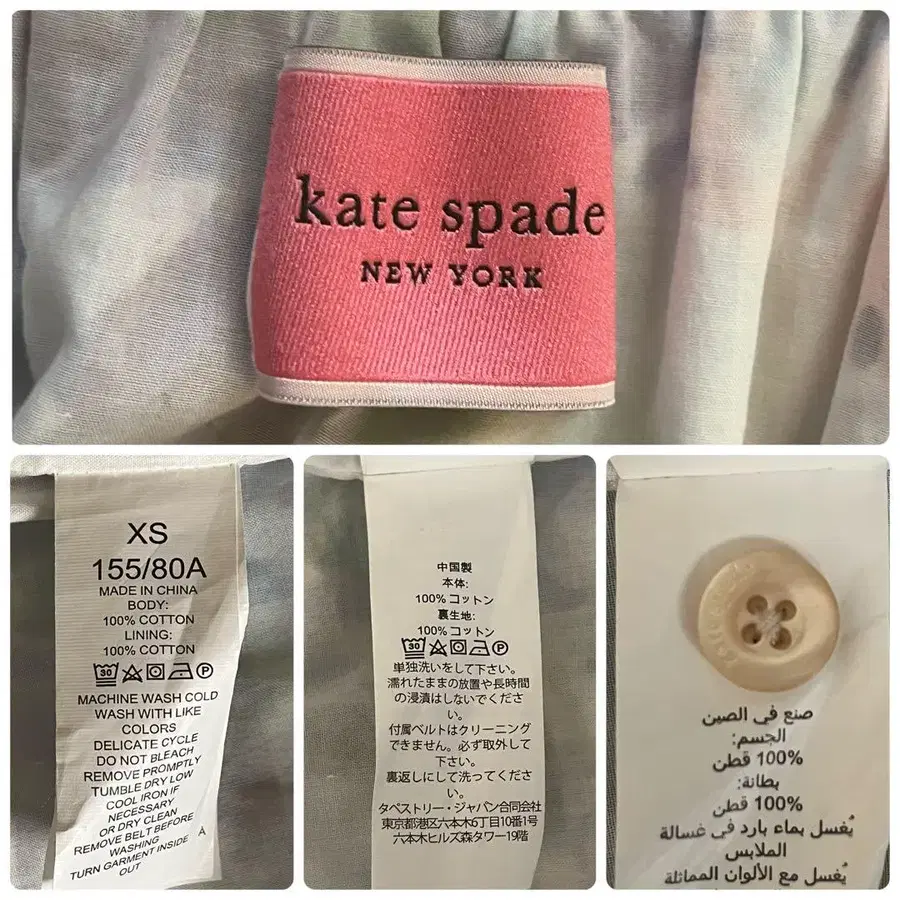 kate spade
NEW YORK
XS
155/80A
MADE IN CHINA
BODY:
100% COTTON
LINING:
100% COTTON
30 P
MACHINE WASH COLD
WASH WITH LIKE
COLORS
DELICATE CYCLE
DO NOT BLEACH
REMOVE PROMPTLY
TUMBLE DRY LOW
COOL IRON IF
NECESSARY
OR DRY CLEAN
REMOVE BELT BEFORE
WASHING
TURN GARMENT INSIDE
OUT
A
中国製
本体:
100% コットン
裏生地:
100% コットン
30 P
単独洗いをして下さい。
濡れたままの放置や長時間
の浸漬はしないでくださ
い。
付属ベルトはクリーニング
できません。必ず取外して
下さい。
裏返しにして洗ってくださ
い。
タペストリー・ジャパン合同会社
東京都港区六本木6丁目10番1号
六本木ヒルズ森タワー19階
صنع في الصين
الجسم:
100% قطن
بطانة:
100% قطن
يُغسل بماء بارد في غسالة
الملابس
يُغسل مع الألوان المماثلة